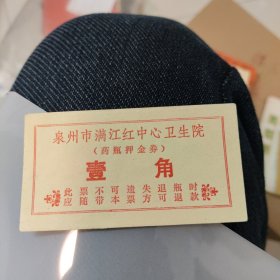 泉州市满江红中心卫生院
（药瓶押金券）
壹 角
此票不可遗失退瓶时
应随带本票方可退款